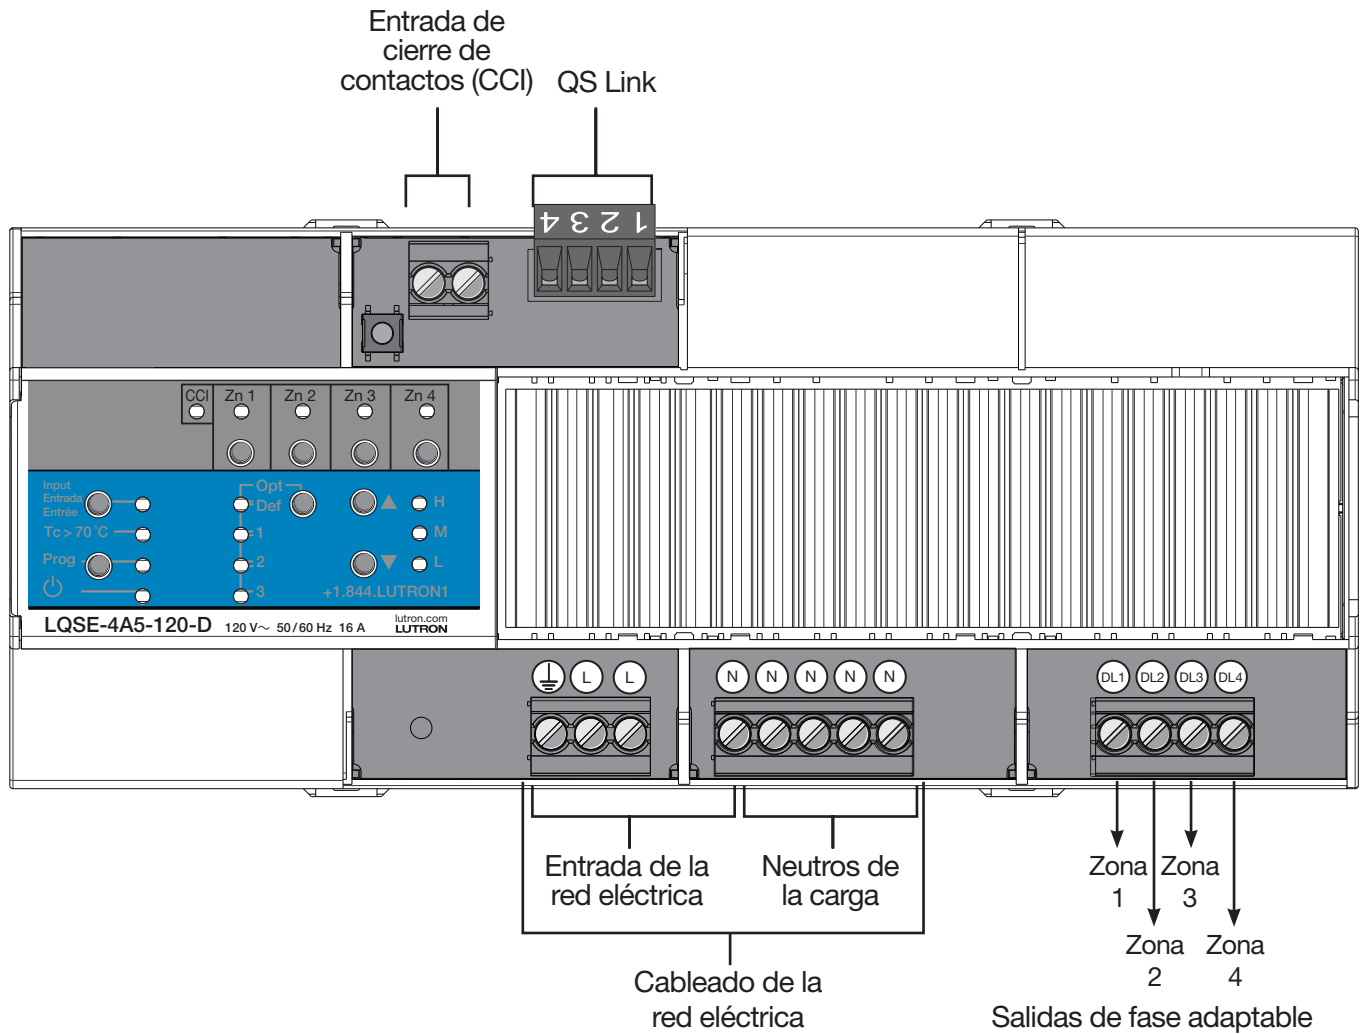 Entrada de
cierre de
contactos (CCI)
QS Link
4 3 2 1
CCI Zn 1 Zn 2 Zn 3 Zn 4
Input
Entrada
Entrée
Opt
Def
H
Tc > 70 °C
1
M
Prog
2
L
3
+1.844.LUTRON1
LQSE-4A5-120-D 120 V~ 50/60 Hz 16 A
lutron.com
LUTRON
L L N N N N N DL1 DL2 DL3 DL4
Entrada de la
red eléctrica
Neutros de
la carga
Zona
1
Zona
3
Zona
2
Zona
4
Cableado de la
red eléctrica
Salidas de fase adaptable